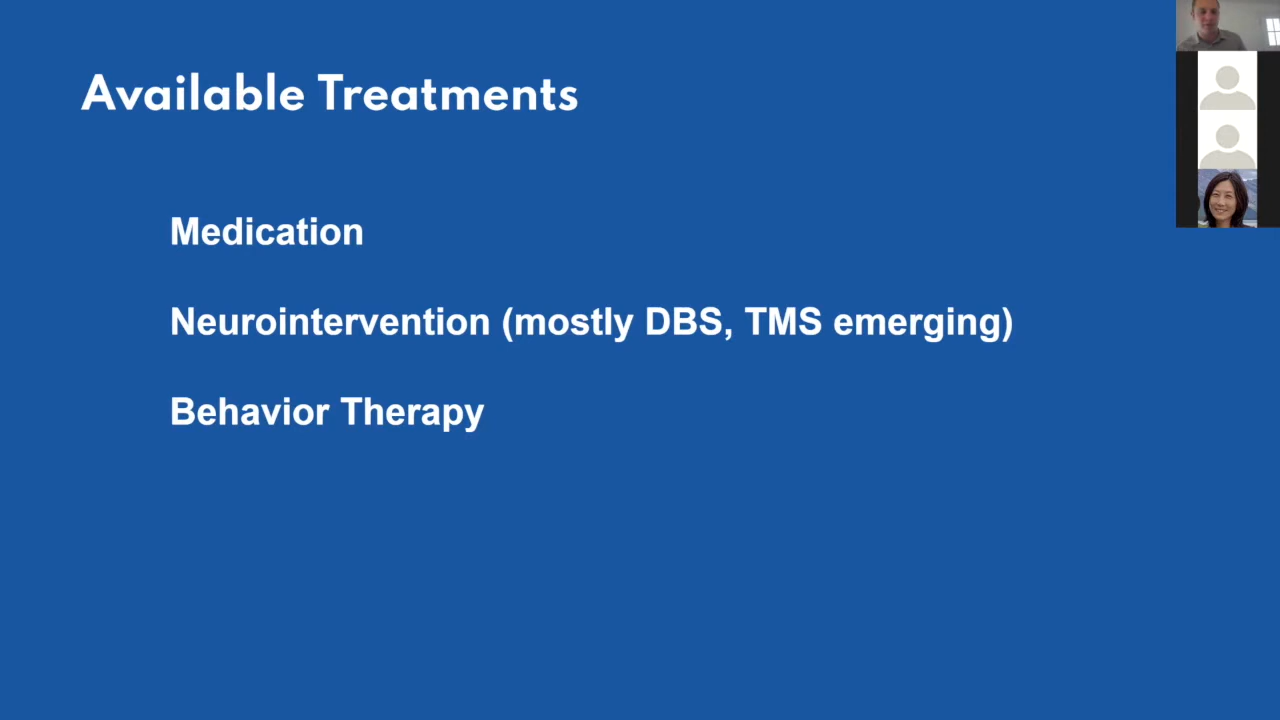 Available Treatments
Medication
Neurointervention (mostly DBS, TMS emerging)
Behavior Therapy